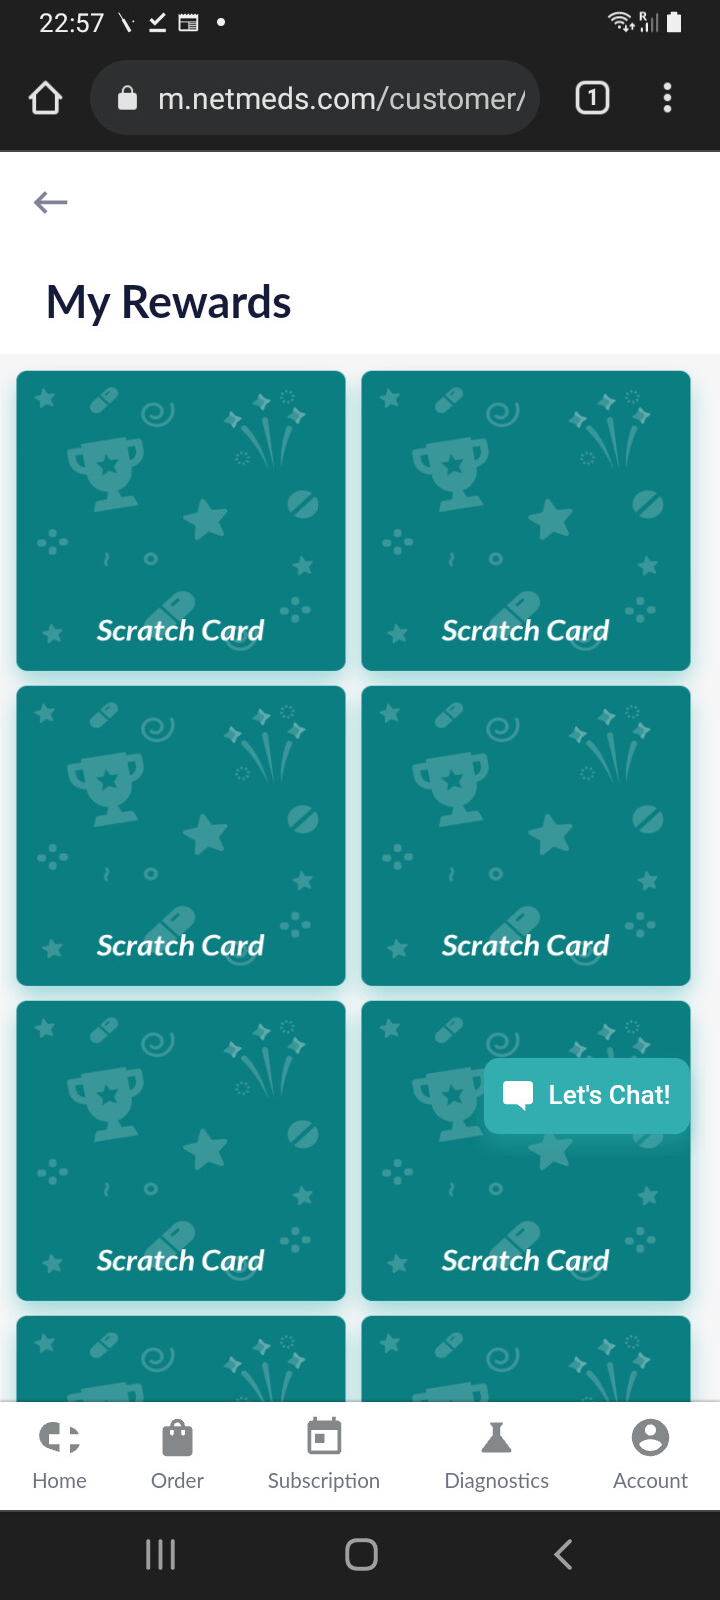 22:57
R
m.netmeds.com/customer/
1
My Rewards
Scratch Card
Scratch Card
Scratch Card
Scratch Card
Let's Chat!
Scratch Card
Scratch Card
Home
Order
Subscription
Diagnostics
Account